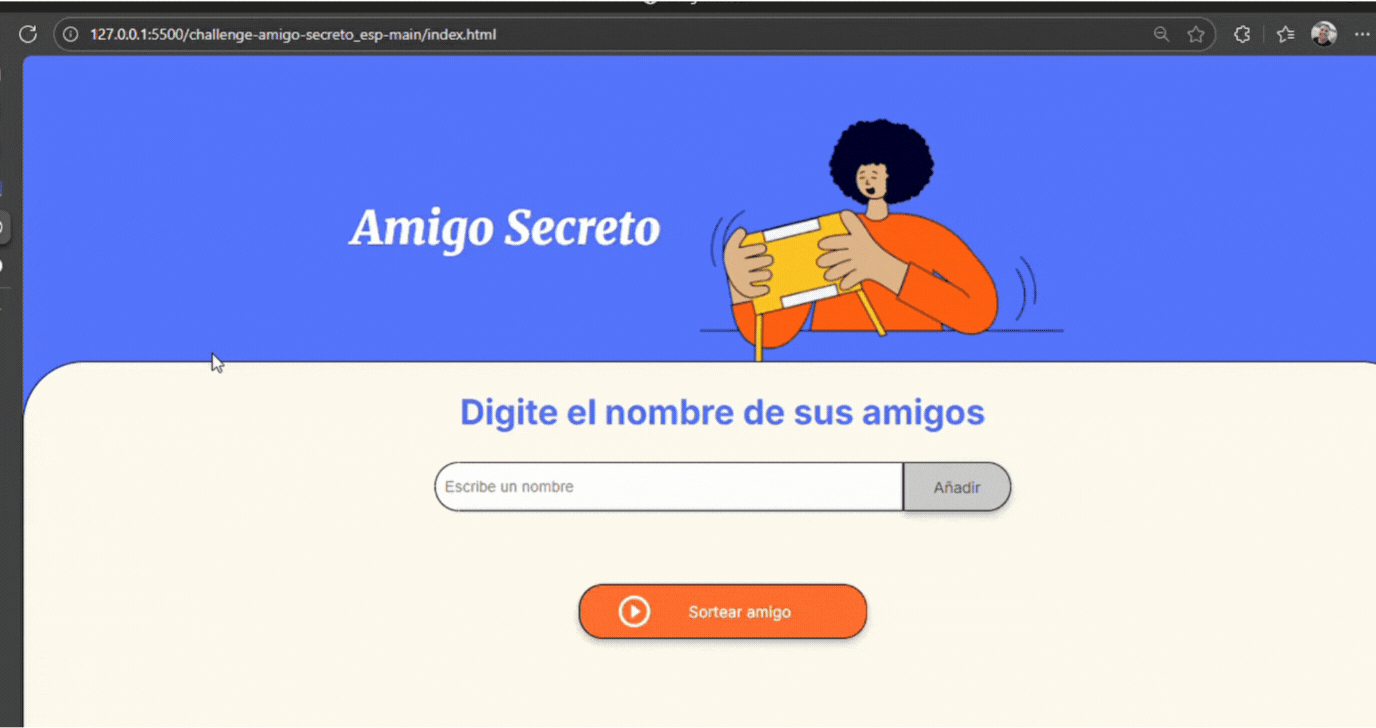 127.0.0.1:5500/challenge-amigo-secreto_esp-main/index.html
Amigo Secreto
Digite el nombre de sus amigos
Escribe un nombre
Añadir
Sortear amigo